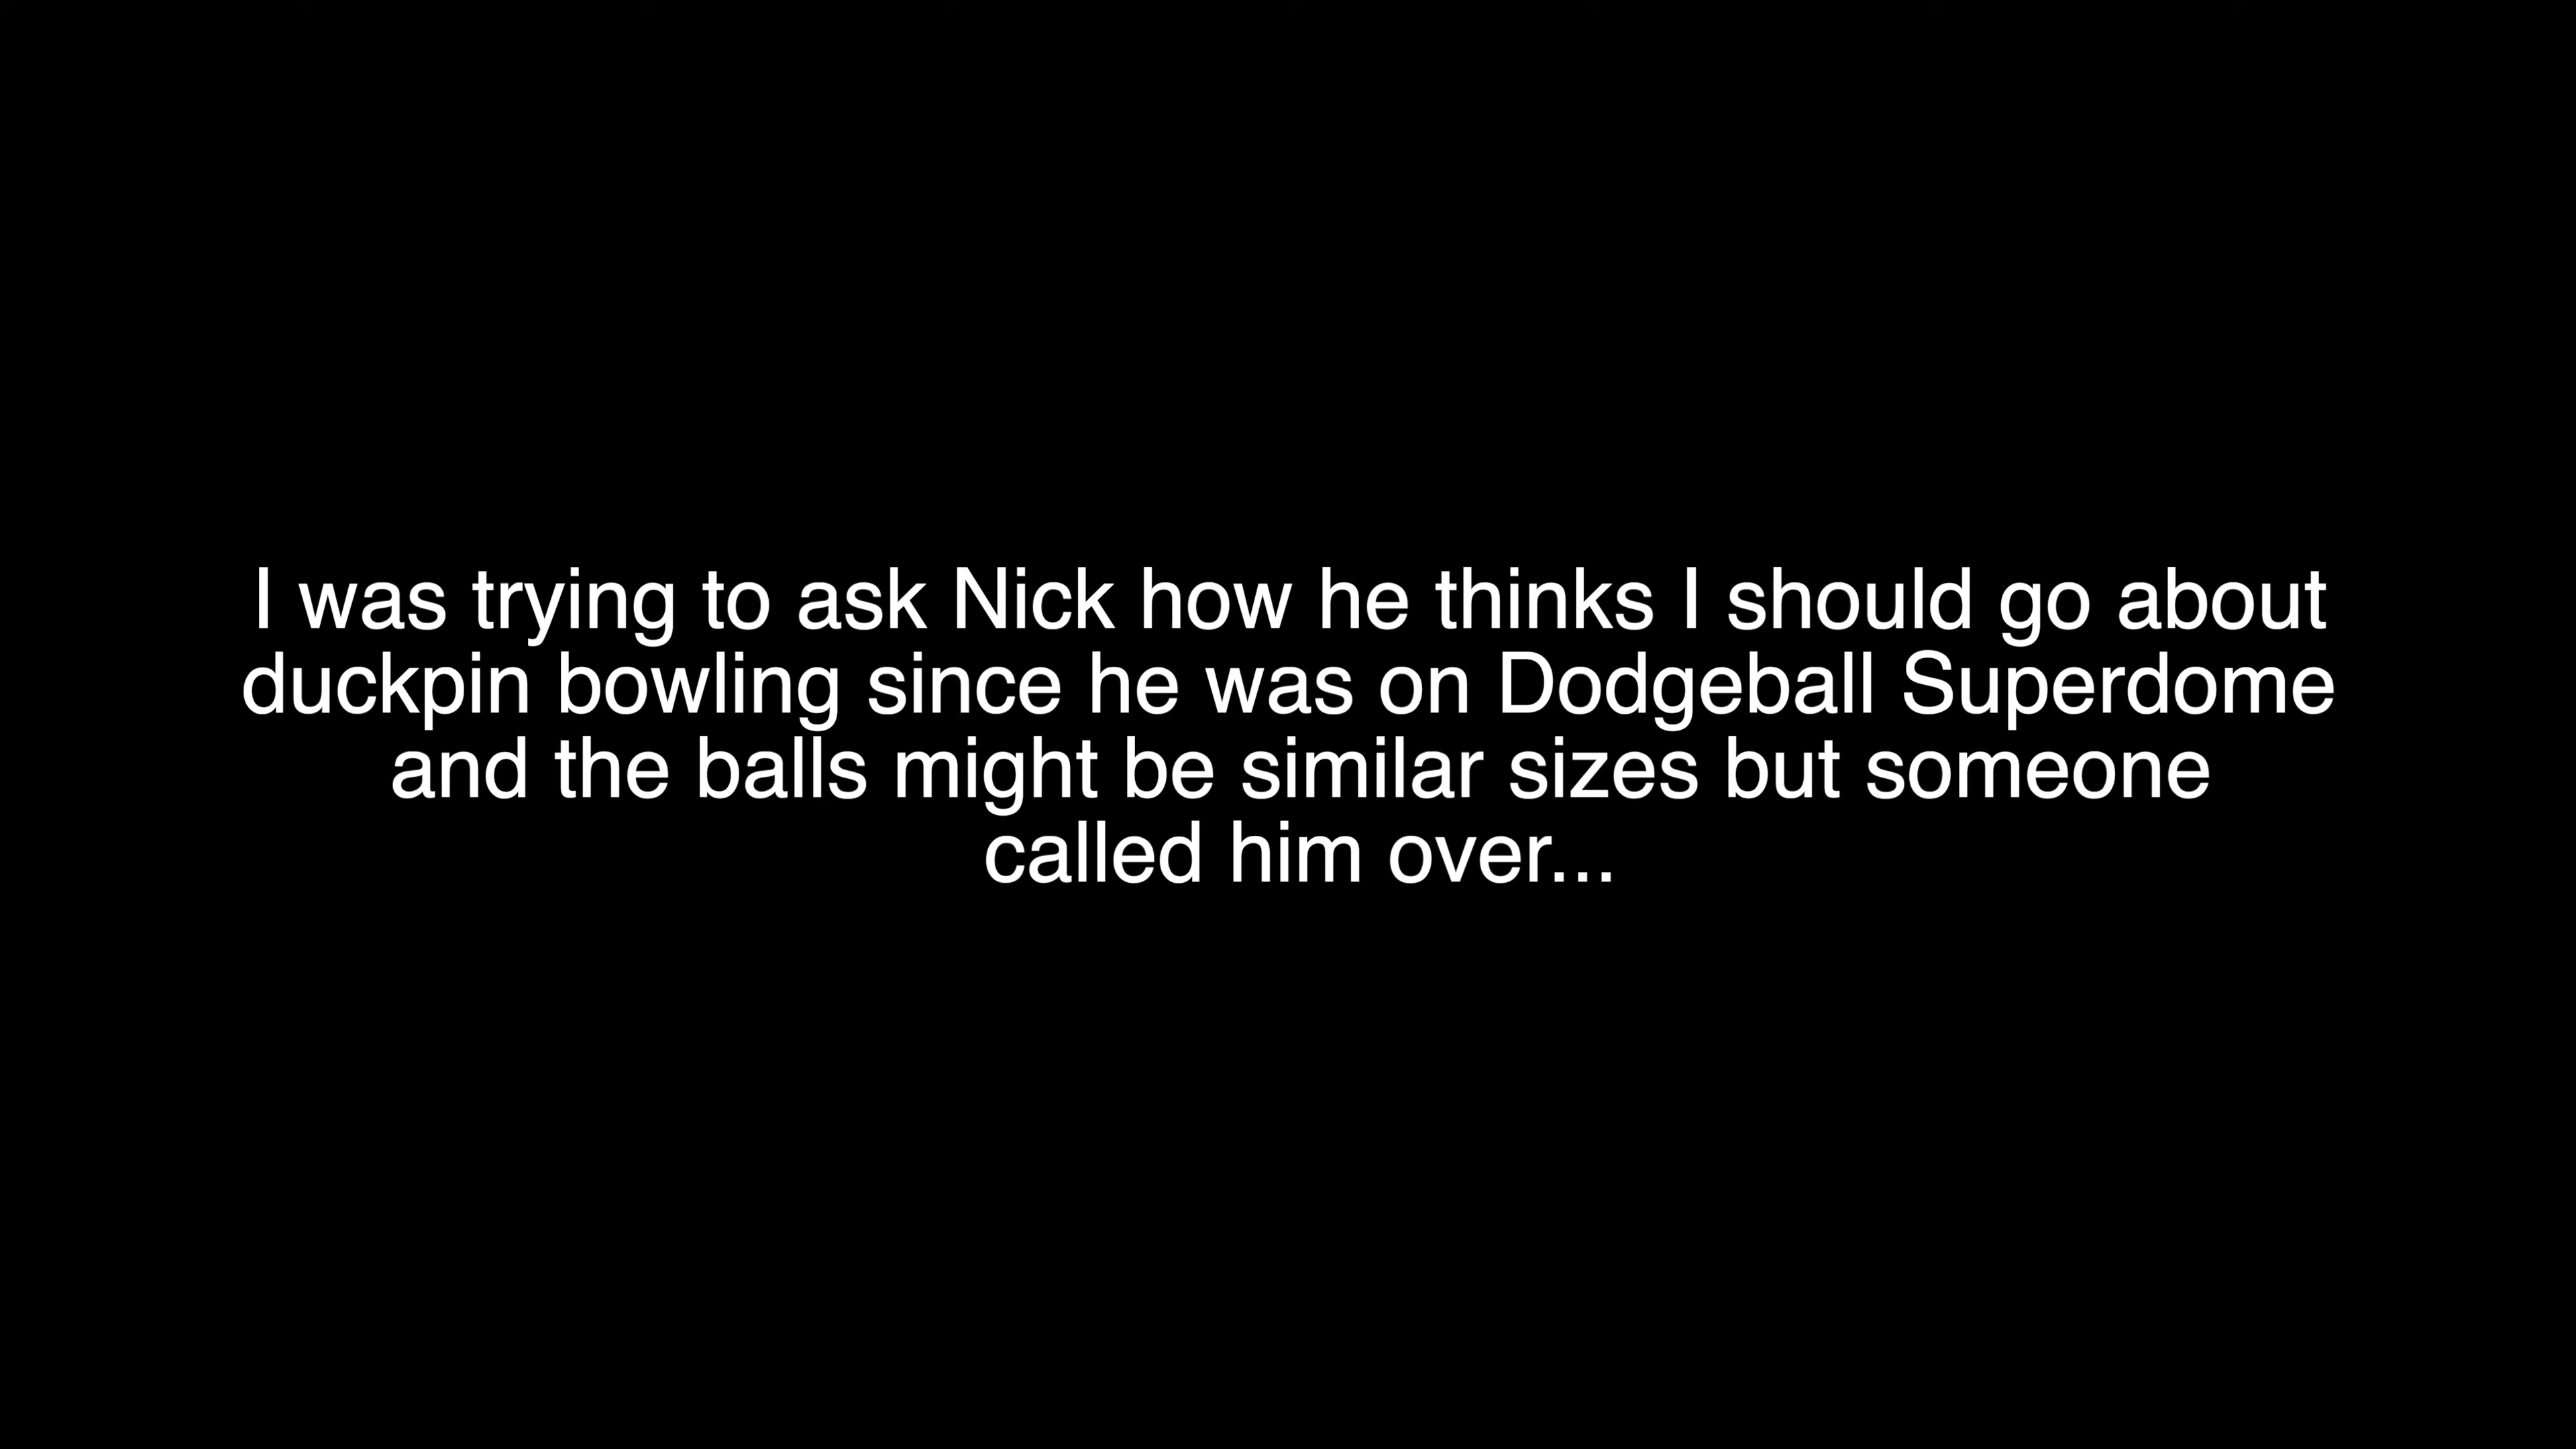 I was trying to ask Nick how he thinks I should go about
duckpin bowling since he was on Dodgeball Superdome
and the balls might be similar sizes but someone
called him over...